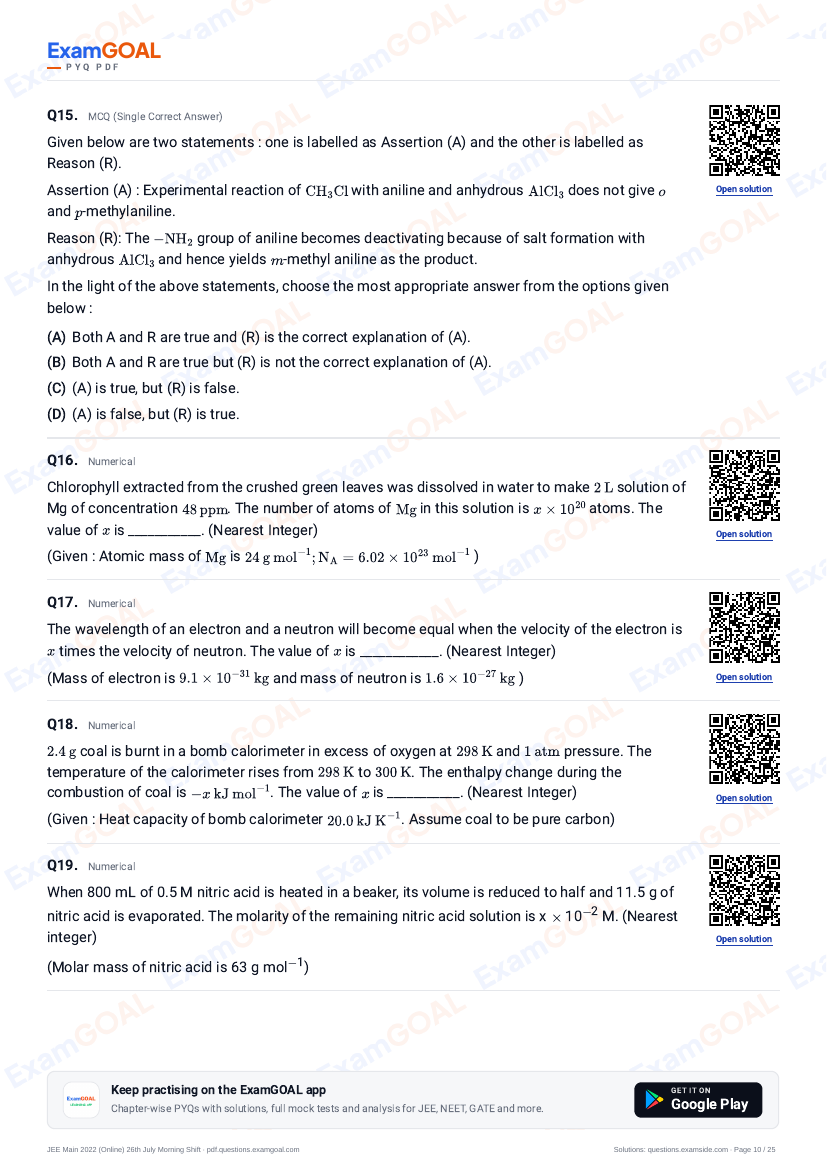 ExamGOAL
PYQ PDF
Q15. MCQ (Single Correct Answer)
Given below are two statements : one is labelled as Assertion (A) and the other is labelled as
Reason (R).
Assertion (A) : Experimental reaction of CH₃Cl with aniline and anhydrous AlCl₃ does not give o
and p-methylaniline.
Reason (R): The −NH₂ group of aniline becomes deactivating because of salt formation with
anhydrous AlCl₃ and hence yields m-methyl aniline as the product.
In the light of the above statements, choose the most appropriate answer from the options given
below :
(A) Both A and R are true and (R) is the correct explanation of (A).
(B) Both A and R are true but (R) is not the correct explanation of (A).
(C) (A) is true, but (R) is false.
(D) (A) is false, but (R) is true.
Open solution
Q16. Numerical
Chlorophyll extracted from the crushed green leaves was dissolved in water to make 2 L solution of
Mg of concentration 48 ppm. The number of atoms of Mg in this solution is x × 10²⁰ atoms. The
value of x is __________. (Nearest Integer)
(Given : Atomic mass of Mg is 24 g mol⁻¹; N_A = 6.02 × 10²³ mol⁻¹ )
Open solution
Q17. Numerical
The wavelength of an electron and a neutron will become equal when the velocity of the electron is
x times the velocity of neutron. The value of x is ___________. (Nearest Integer)
(Mass of electron is 9.1 × 10⁻³¹ kg and mass of neutron is 1.6 × 10⁻²⁷ kg )
Open solution
Q18. Numerical
2.4 g coal is burnt in a bomb calorimeter in excess of oxygen at 298 K and 1 atm pressure. The
temperature of the calorimeter rises from 298 K to 300 K. The enthalpy change during the
combustion of coal is −x kJ mol⁻¹. The value of x is __________. (Nearest Integer)
(Given : Heat capacity of bomb calorimeter 20.0 kJ K⁻¹. Assume coal to be pure carbon)
Open solution
Q19. Numerical
When 800 mL of 0.5 M nitric acid is heated in a beaker, its volume is reduced to half and 11.5 g of
nitric acid is evaporated. The molarity of the remaining nitric acid solution is x × 10⁻² M. (Nearest
integer)
(Molar mass of nitric acid is 63 g mol⁻¹)
Open solution
Keep practising on the ExamGOAL app
Chapter-wise PYQs with solutions, full mock tests and analysis for JEE, NEET, GATE and more.
ExamGOAL
GET IT ON
Google Play
JEE Main 2022 (Online) 26th July Morning Shift · pdf.questions.examgoal.com
Solutions: questions.examside.com · Page 10 / 25